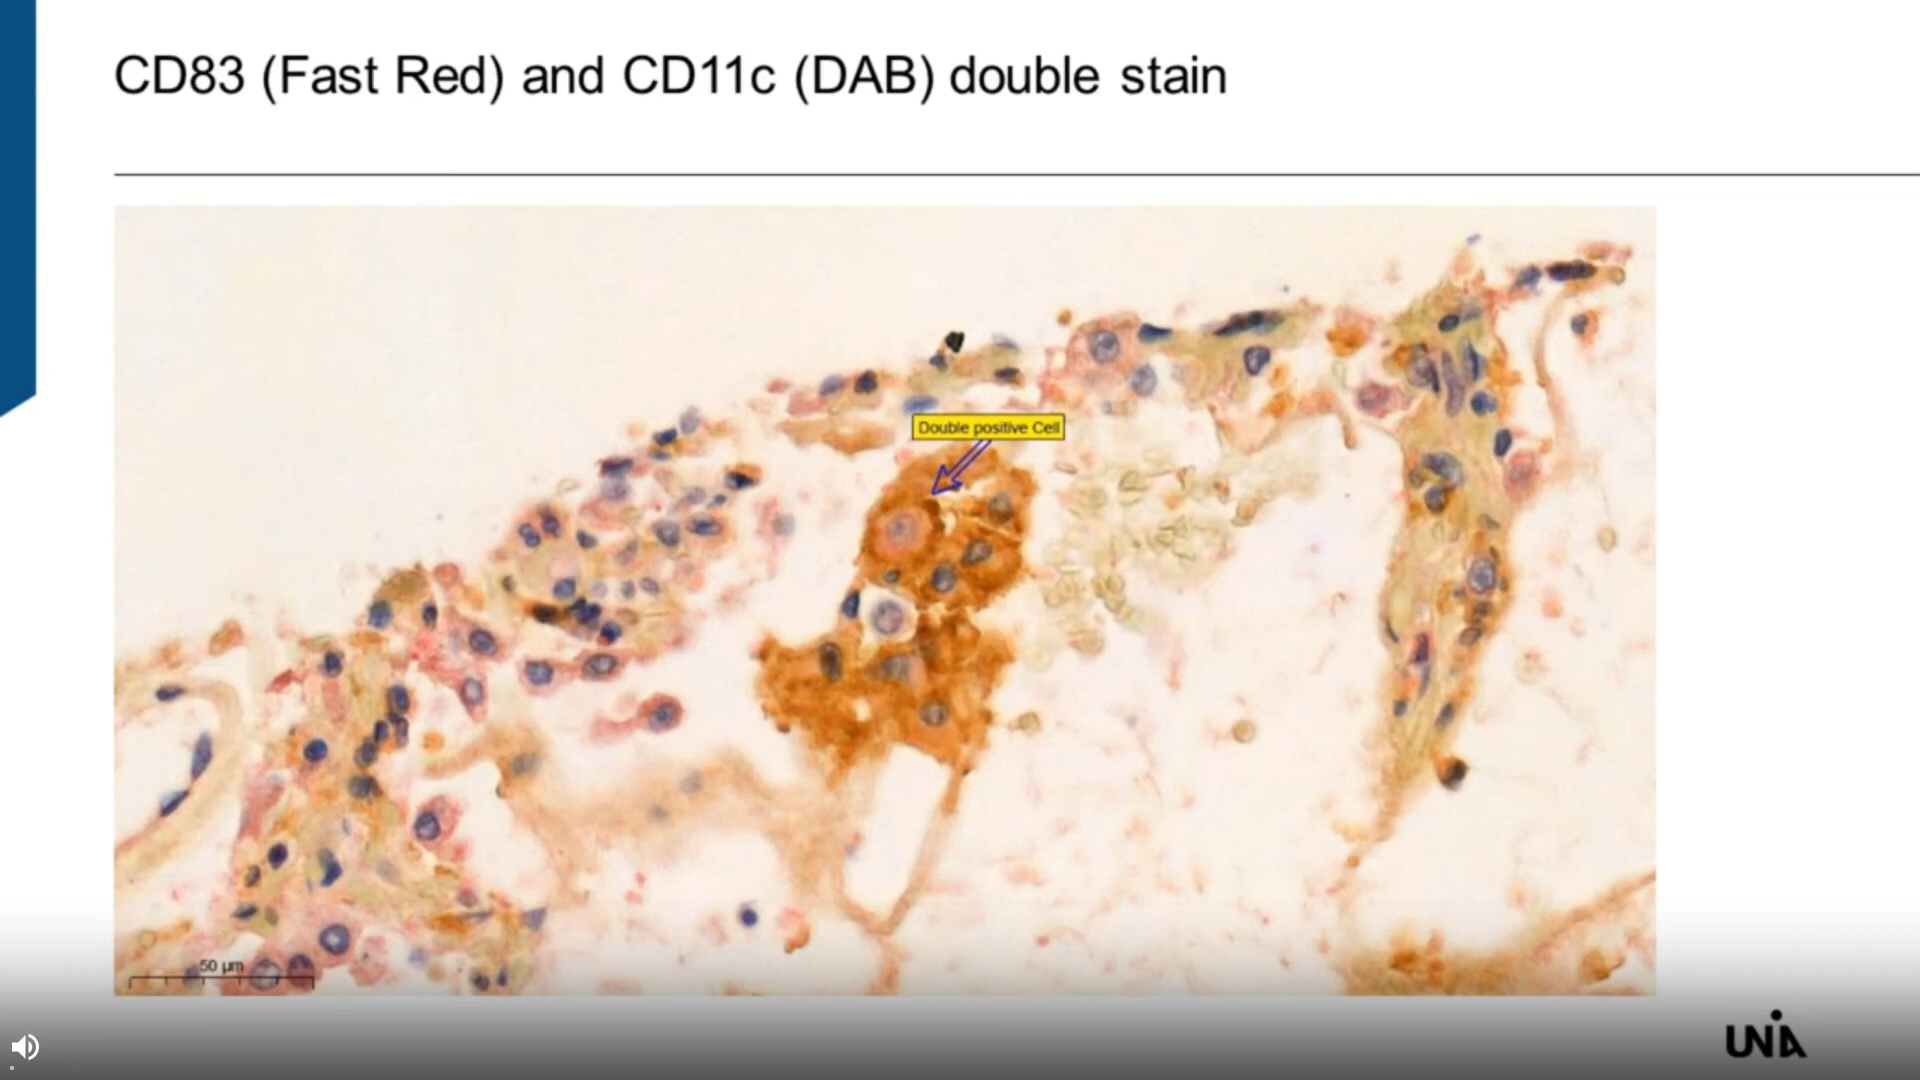 CD83 (Fast Red) and CD11c (DAB) double stain
Double positive Cell
50 µm
UNIA